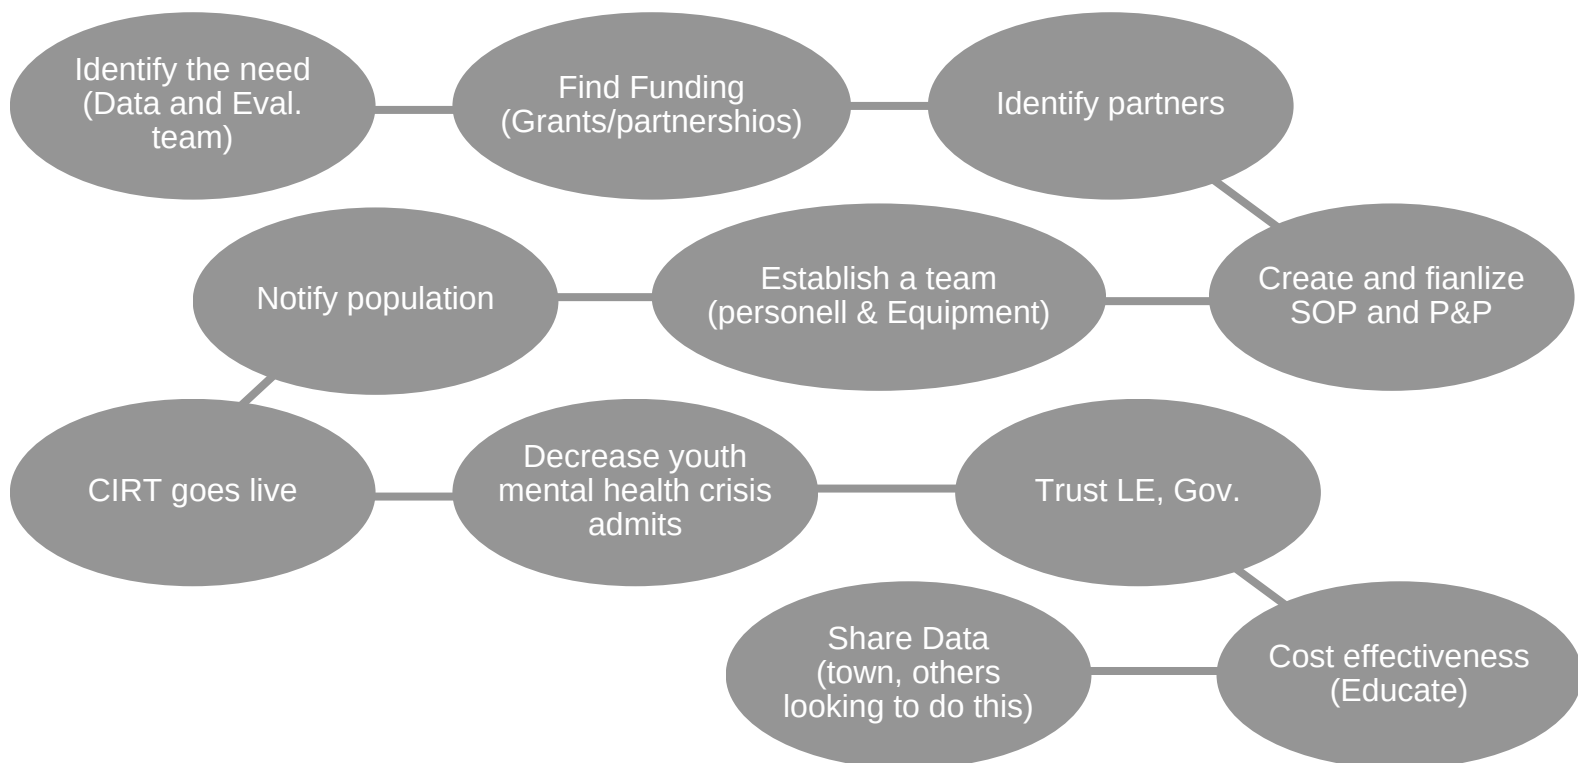 Identify the need
(Data and Eval.
team)
Find Funding
(Grants/partnershios)
Identify partners
Create and fianlize
SOP and P&P
Establish a team
(personell & Equipment)
Notify population
CIRT goes live
Decrease youth
mental health crisis
admits
Trust LE, Gov.
Cost effectiveness
(Educate)
Share Data
(town, others
looking to do this)